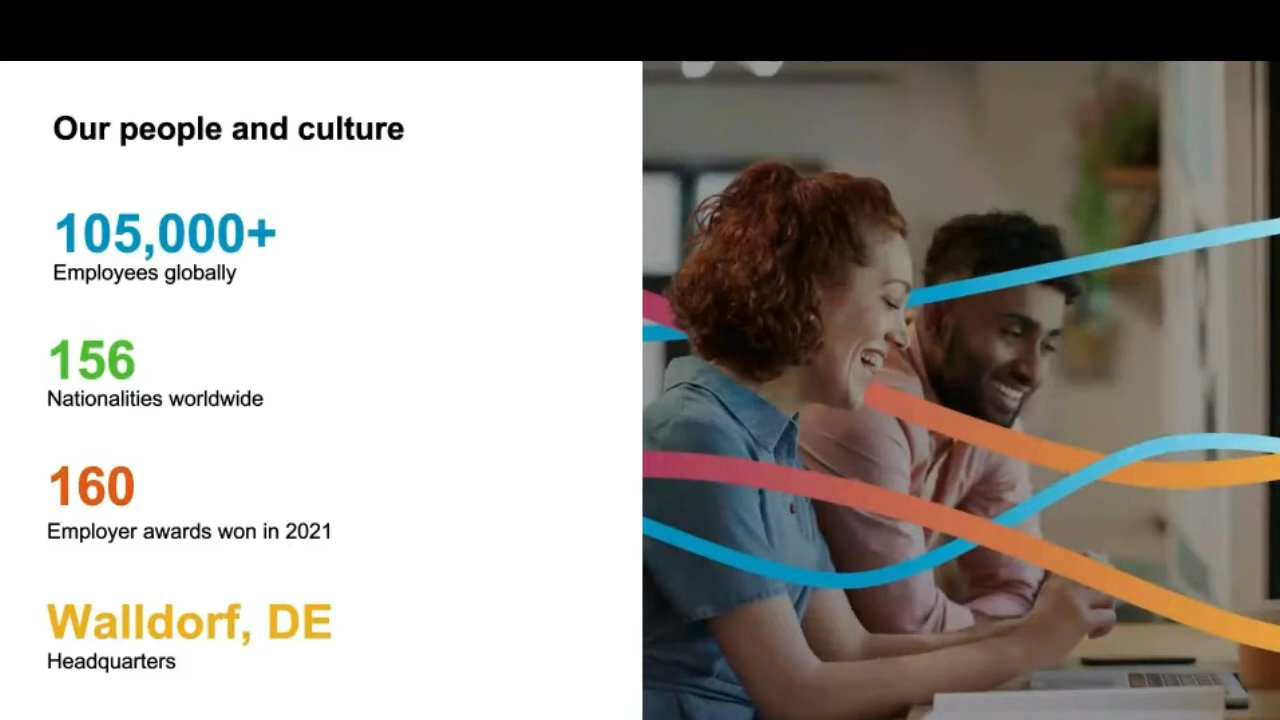 Our people and culture
105,000+
Employees globally
156
Nationalities worldwide
160
Employer awards won in 2021
Walldorf, DE
Headquarters